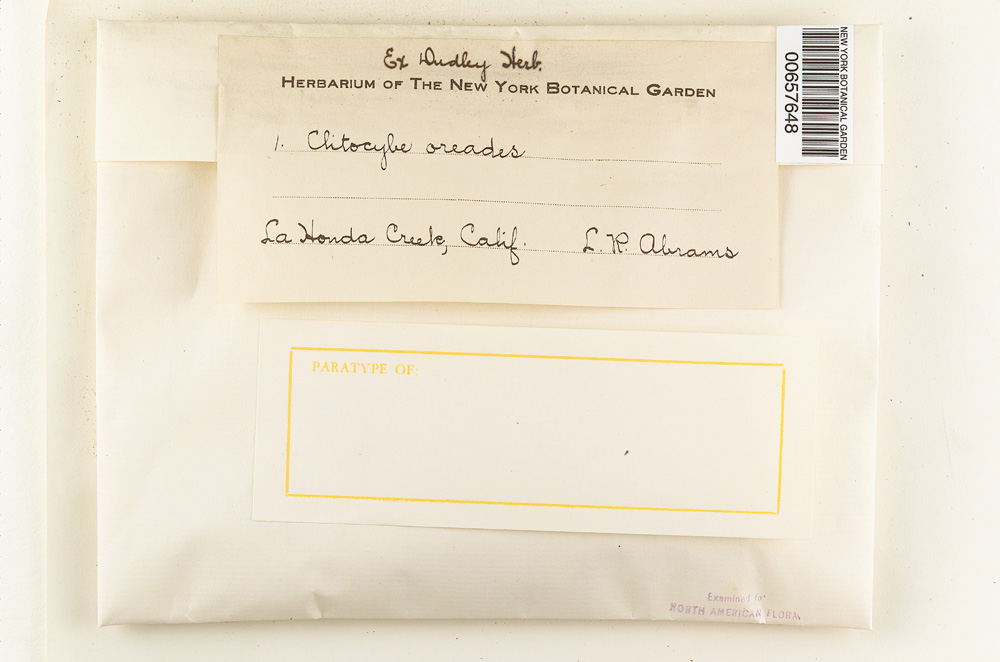 Ex Dudley Herb.
HERBARIUM OF THE NEW YORK BOTANICAL GARDEN
1. Clitocybe oreades
La Honda Creek, Calif. L. R. Abrams
NEW YORK BOTANICAL GARDEN
00657648
PARATYPE OF:
Examined for
NORTH AMERICAN FLORA.